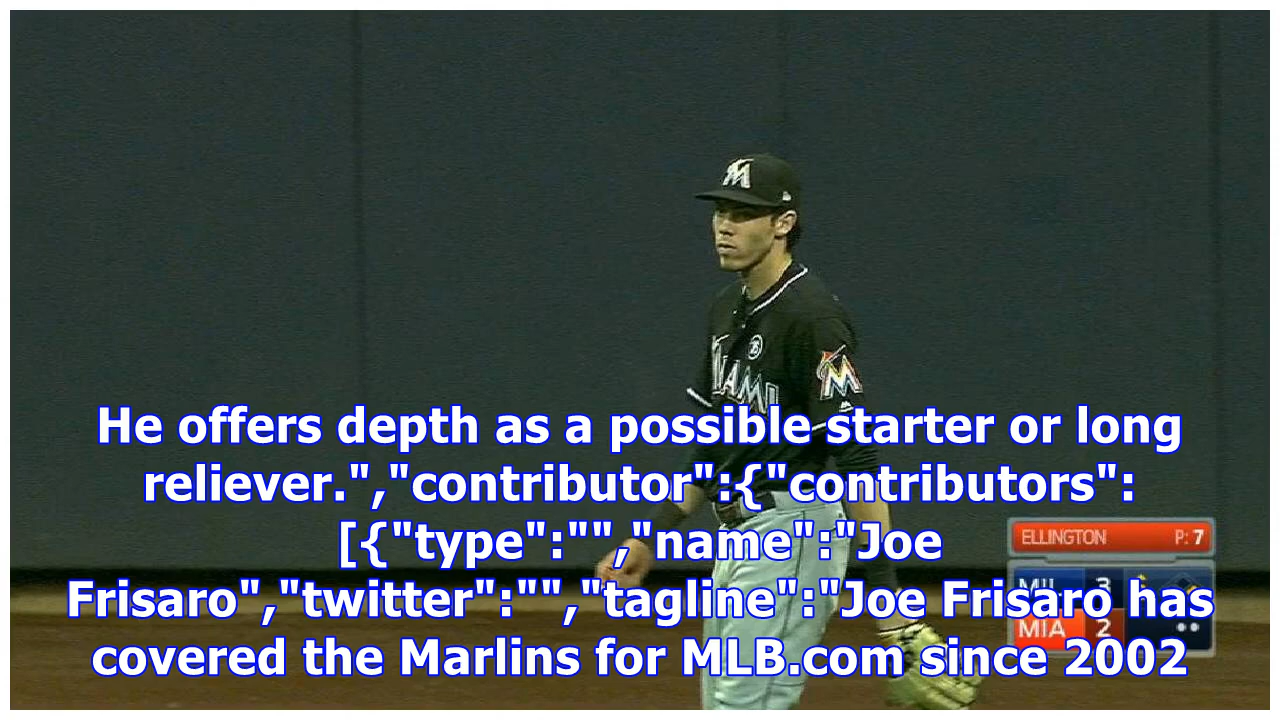 M
MIAMI
M
He offers depth as a possible starter or long
reliever.","contributor":{"contributors":
[{"type":"","name":"Joe
Frisaro","twitter":"","tagline":"Joe Frisaro has
covered the Marlins for MLB.com since 2002
ELLINGTON P: 7
MIL 3
MIA 2